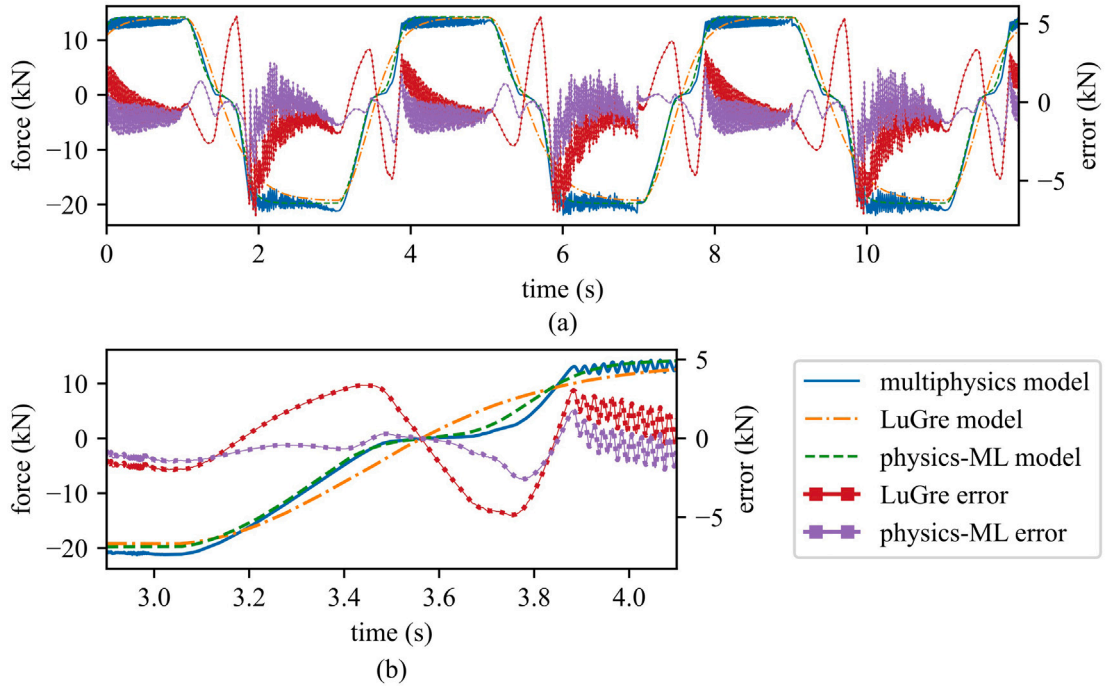 10
0
−10
−20
force (kN)
5
0
−5
error (kN)
0 2 4 6 8 10
time (s)
(a)
10
0
−10
−20
force (kN)
5
0
−5
error (kN)
3.0 3.2 3.4 3.6 3.8 4.0
time (s)
(b)
multiphysics model
LuGre model
physics-ML model
LuGre error
physics-ML error